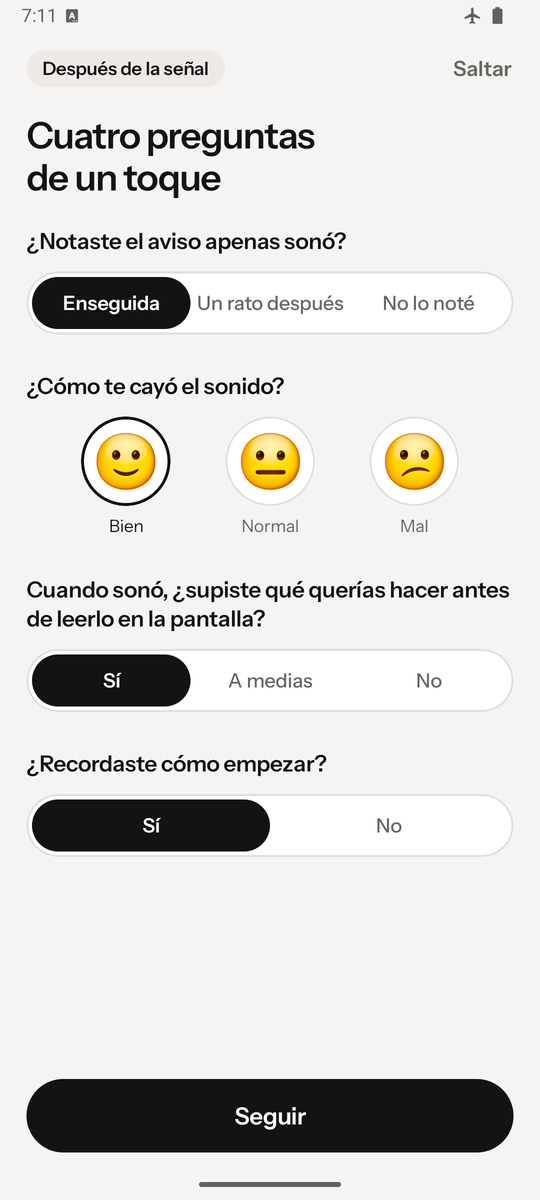 7:11
Después de la señal
Saltar
Cuatro preguntas
de un toque
¿Notaste el aviso apenas sonó?
Enseguida
Un rato después
No lo noté
¿Cómo te cayó el sonido?
Bien
Normal
Mal
Cuando sonó, ¿supiste qué querías hacer antes
de leerlo en la pantalla?
Sí
A medias
No
¿Recordaste cómo empezar?
Sí
No
Seguir